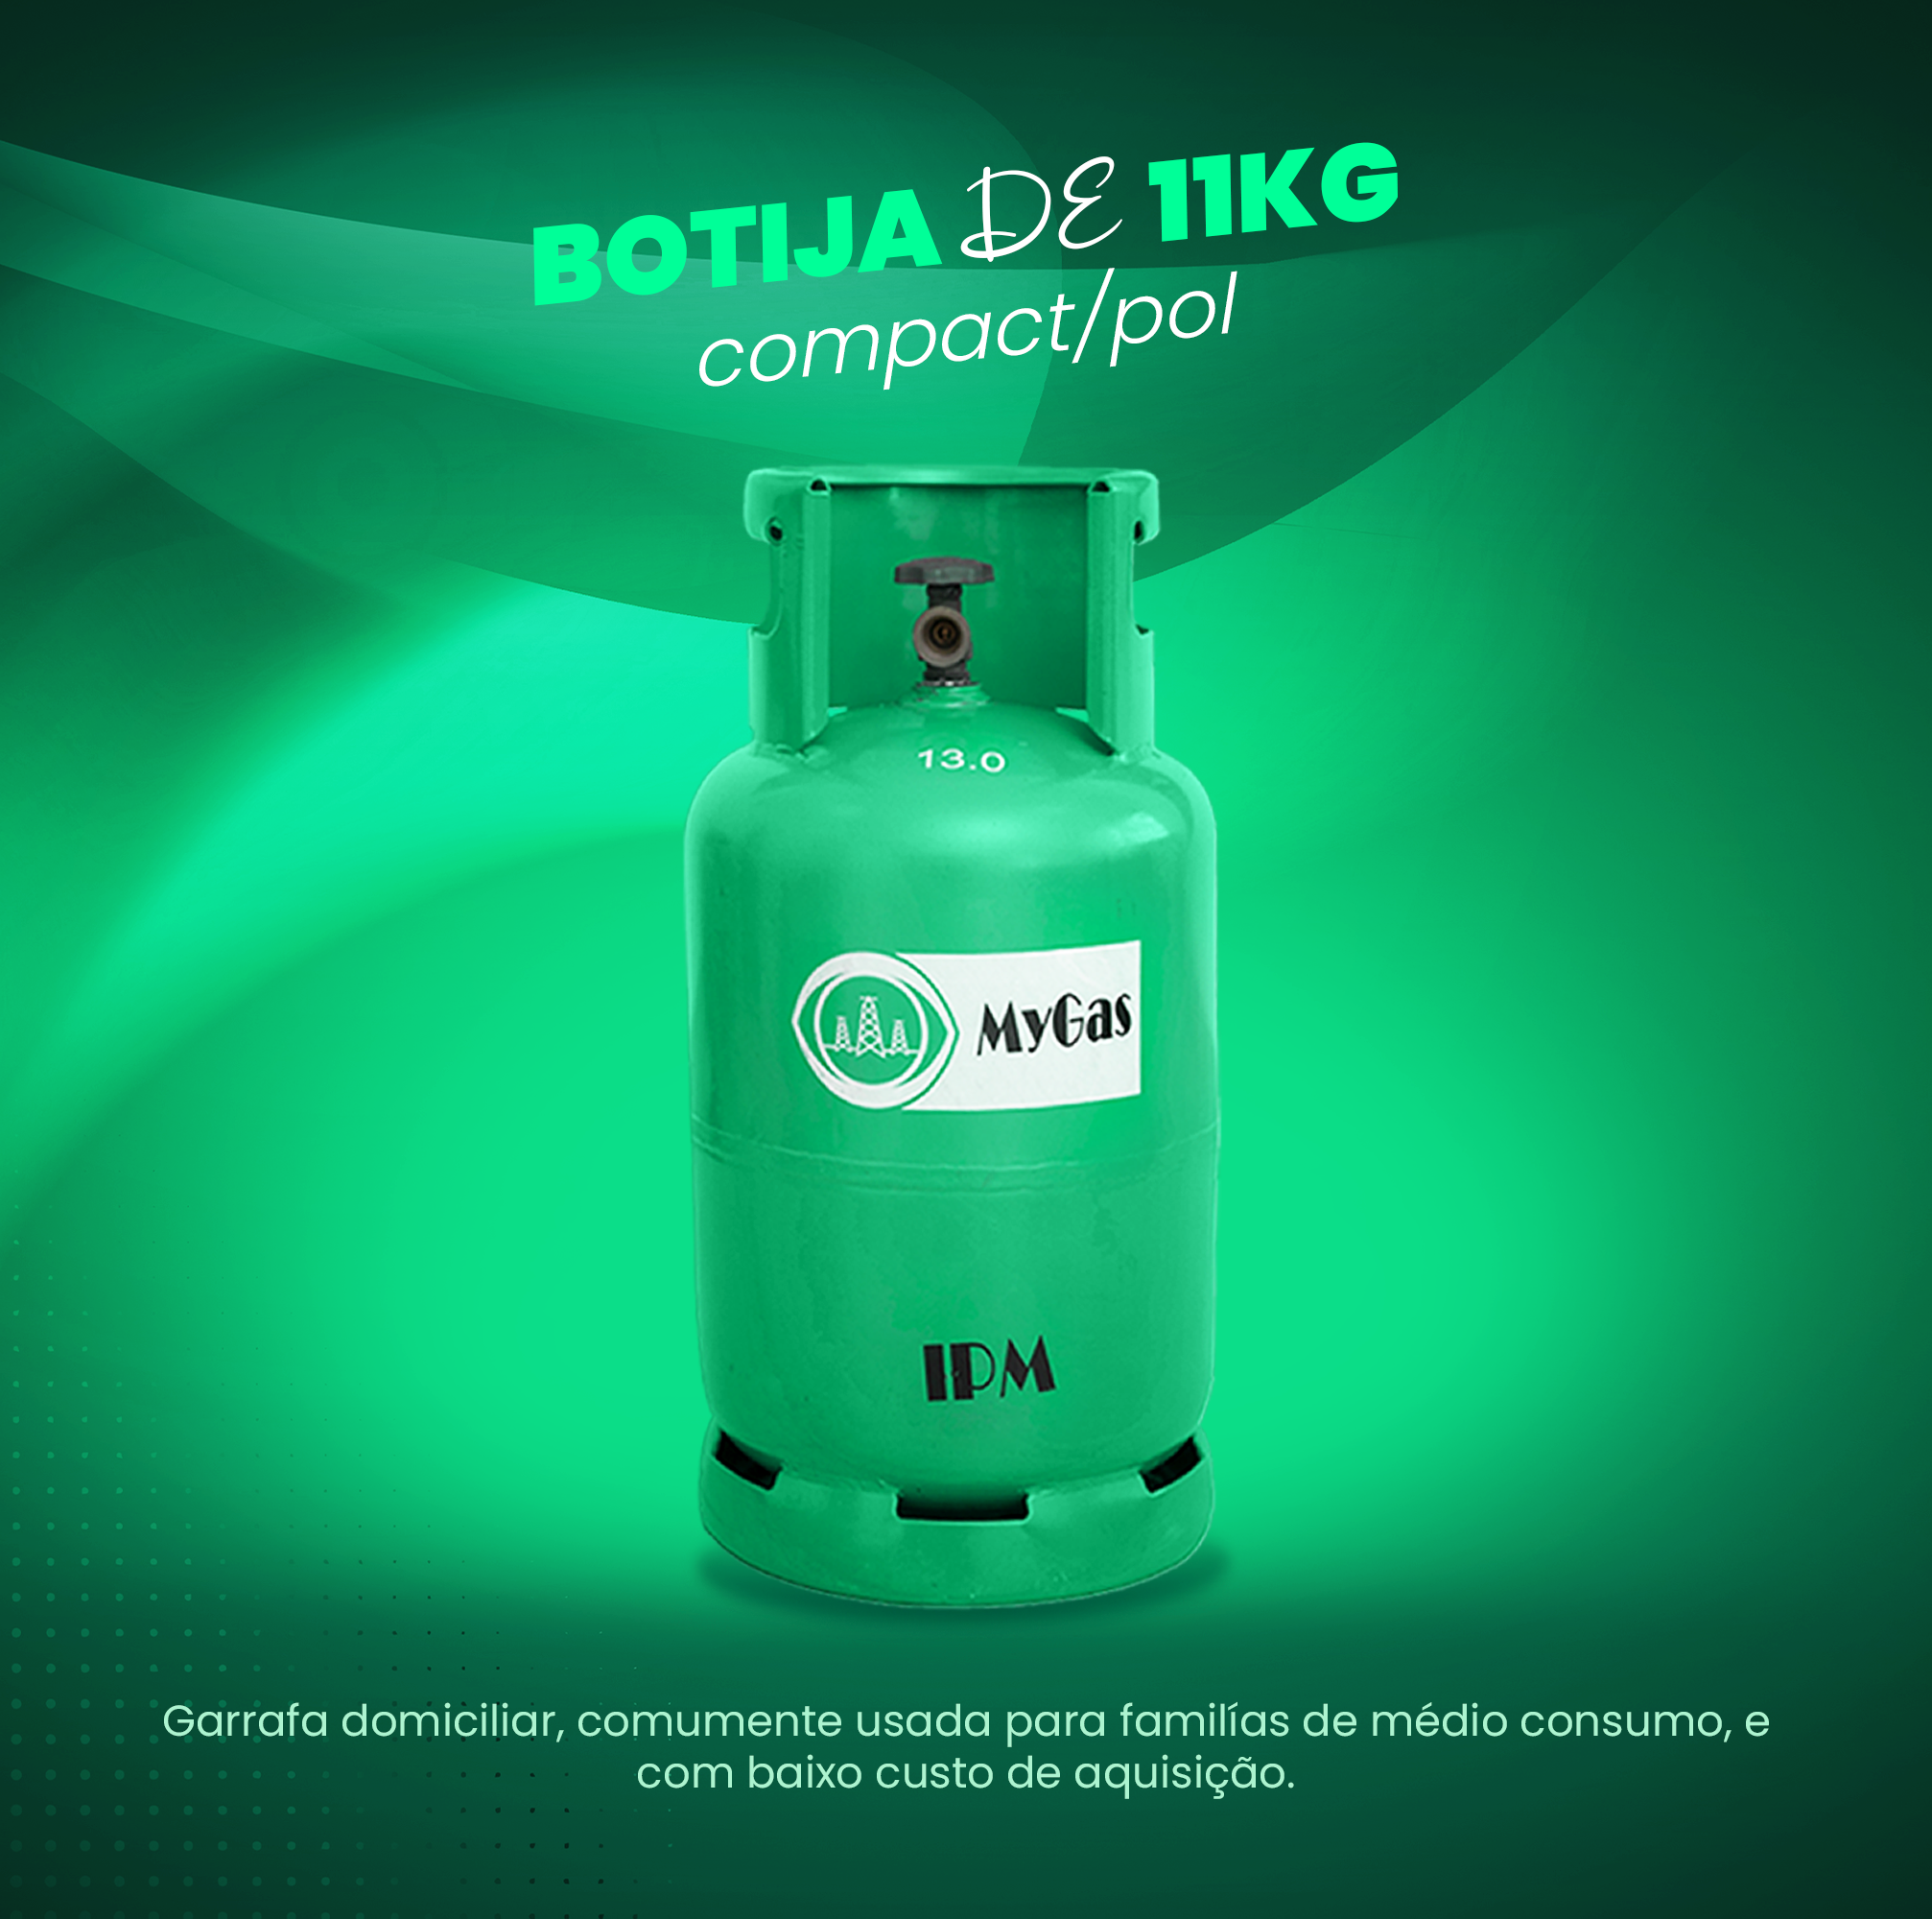 BOTIJA DE 11KG
compact/pol
13.0
MyGas
IPM
Garrafa domiciliar, comumente usada para familías de médio consumo, e
com baixo custo de aquisição.